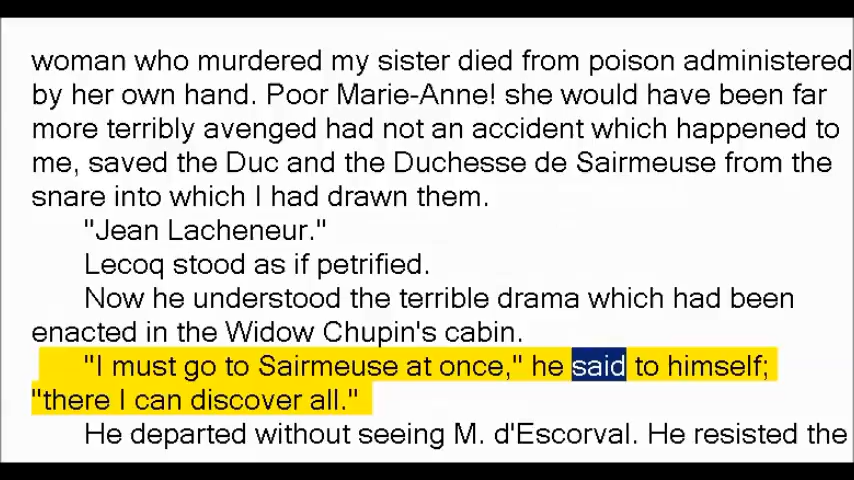 woman who murdered my sister died from poison administered
by her own hand. Poor Marie-Anne! she would have been far
more terribly avenged had not an accident which happened to
me, saved the Duc and the Duchesse de Sairmeuse from the
snare into which I had drawn them.
"Jean Lacheneur."
Lecoq stood as if petrified.
Now he understood the terrible drama which had been
enacted in the Widow Chupin's cabin.
"I must go to Sairmeuse at once," he said to himself;
"there I can discover all."
He departed without seeing M. d'Escorval. He resisted the